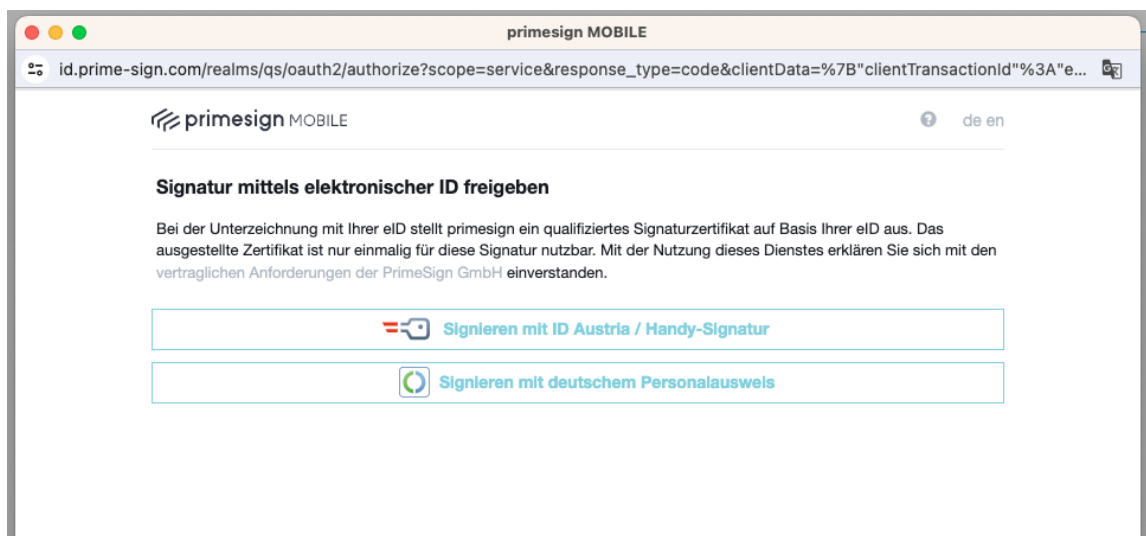 primesign MOBILE
id.prime-sign.com/realms/qs/oauth2/authorize?scope=service&response_type=code&clientData=%7B"clientTransactionId"%3A"e...
primesign MOBILE
de en
Signatur mittels elektronischer ID freigeben
Bei der Unterzeichnung mit Ihrer eID stellt primesign ein qualifiziertes Signaturzertifikat auf Basis Ihrer eID aus. Das
ausgestellte Zertifikat ist nur einmalig für diese Signatur nutzbar. Mit der Nutzung dieses Dienstes erklären Sie sich mit den
vertraglichen Anforderungen der PrimeSign GmbH einverstanden.
Signieren mit ID Austria / Handy-Signatur
Signieren mit deutschem Personalausweis